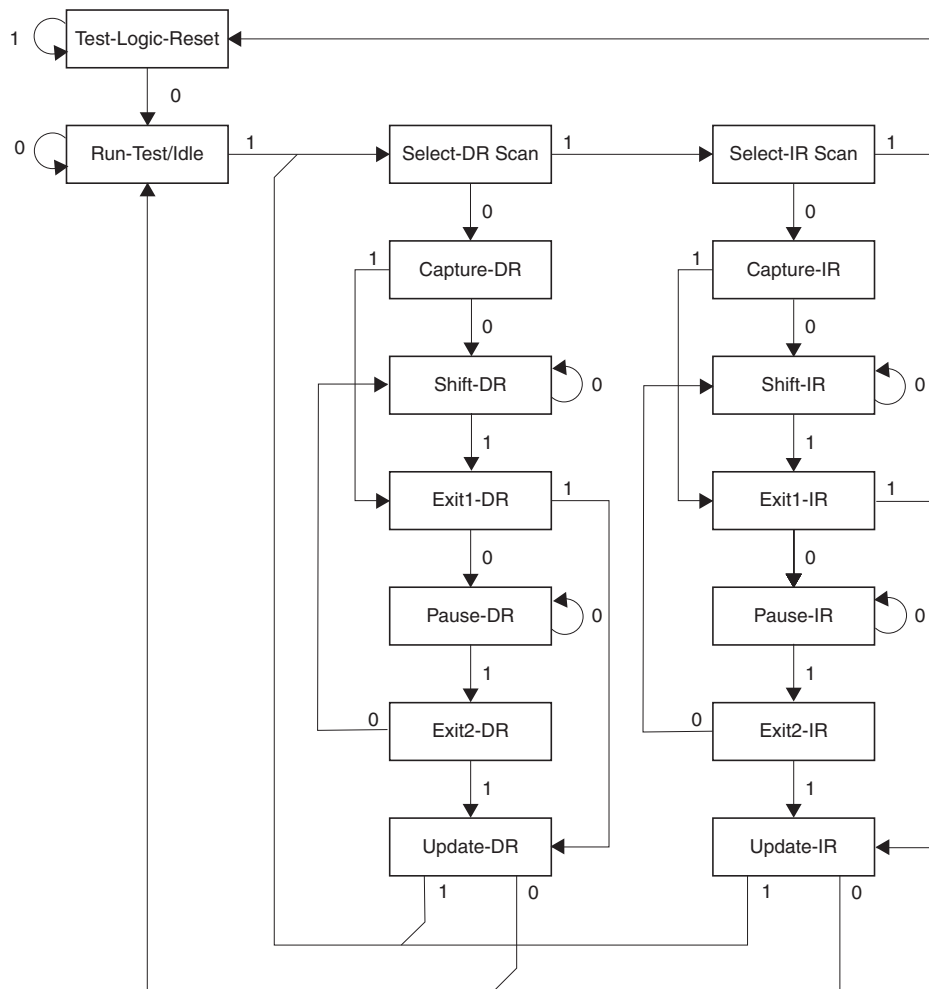 Test-Logic-Reset
1
0
Run-Test/Idle
0
1
Select-DR Scan
1
Select-IR Scan
1
0
0
1
Capture-DR
1
Capture-IR
0
0
Shift-DR
0
Shift-IR
0
1
1
Exit1-DR
1
Exit1-IR
1
0
0
Pause-DR
0
Pause-IR
0
1
1
0
Exit2-DR
0
Exit2-IR
1
1
Update-DR
Update-IR
1
0
1
0